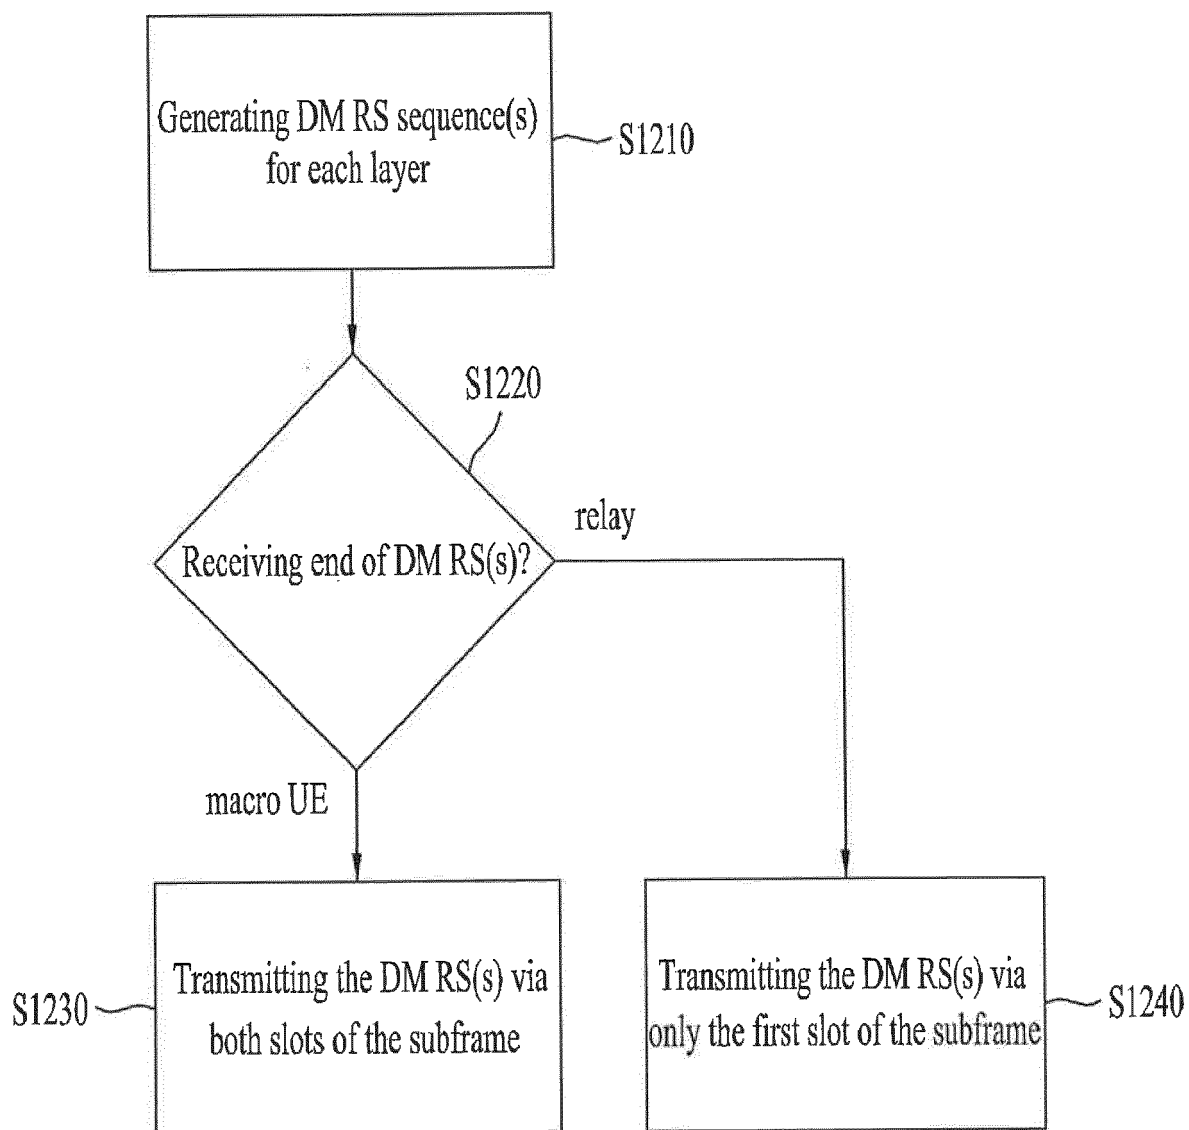 Generating DM RS sequence(s)
for each layer
S1210
S1220
Receiving end of DM RS(s)?
relay
macro UE
Transmitting the DM RS(s) via
both slots of the subframe
S1230
Transmitting the DM RS(s) via
only the first slot of the subframe
S1240